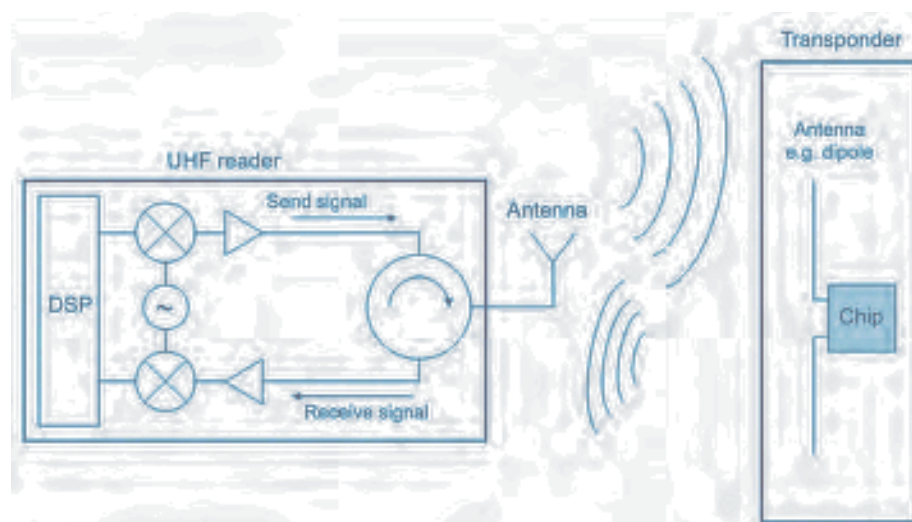 Transponder
Antenna
e.g. dipole
UHF reader
Send signal
Antenna
DSP
~
Chip
Receive signal